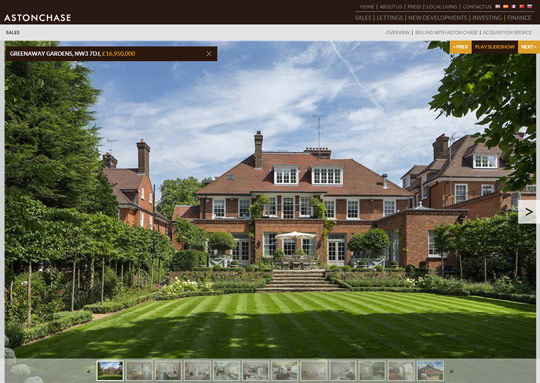 HOME | ABOUT US | PRESS | LOCAL LIVING | CONTACT US
ASTONCHASE
SALES | LETTINGS | NEW DEVELOPMENTS | INVESTING | FINANCE
SALES
OVERVIEW | SELLING WITH ASTON CHASE | ACQUISITION SERVICE
GREENAWAY GARDENS, NW3 7DJ, £16,950,000 ×
< PREV PLAY SLIDESHOW NEXT >
>
< >